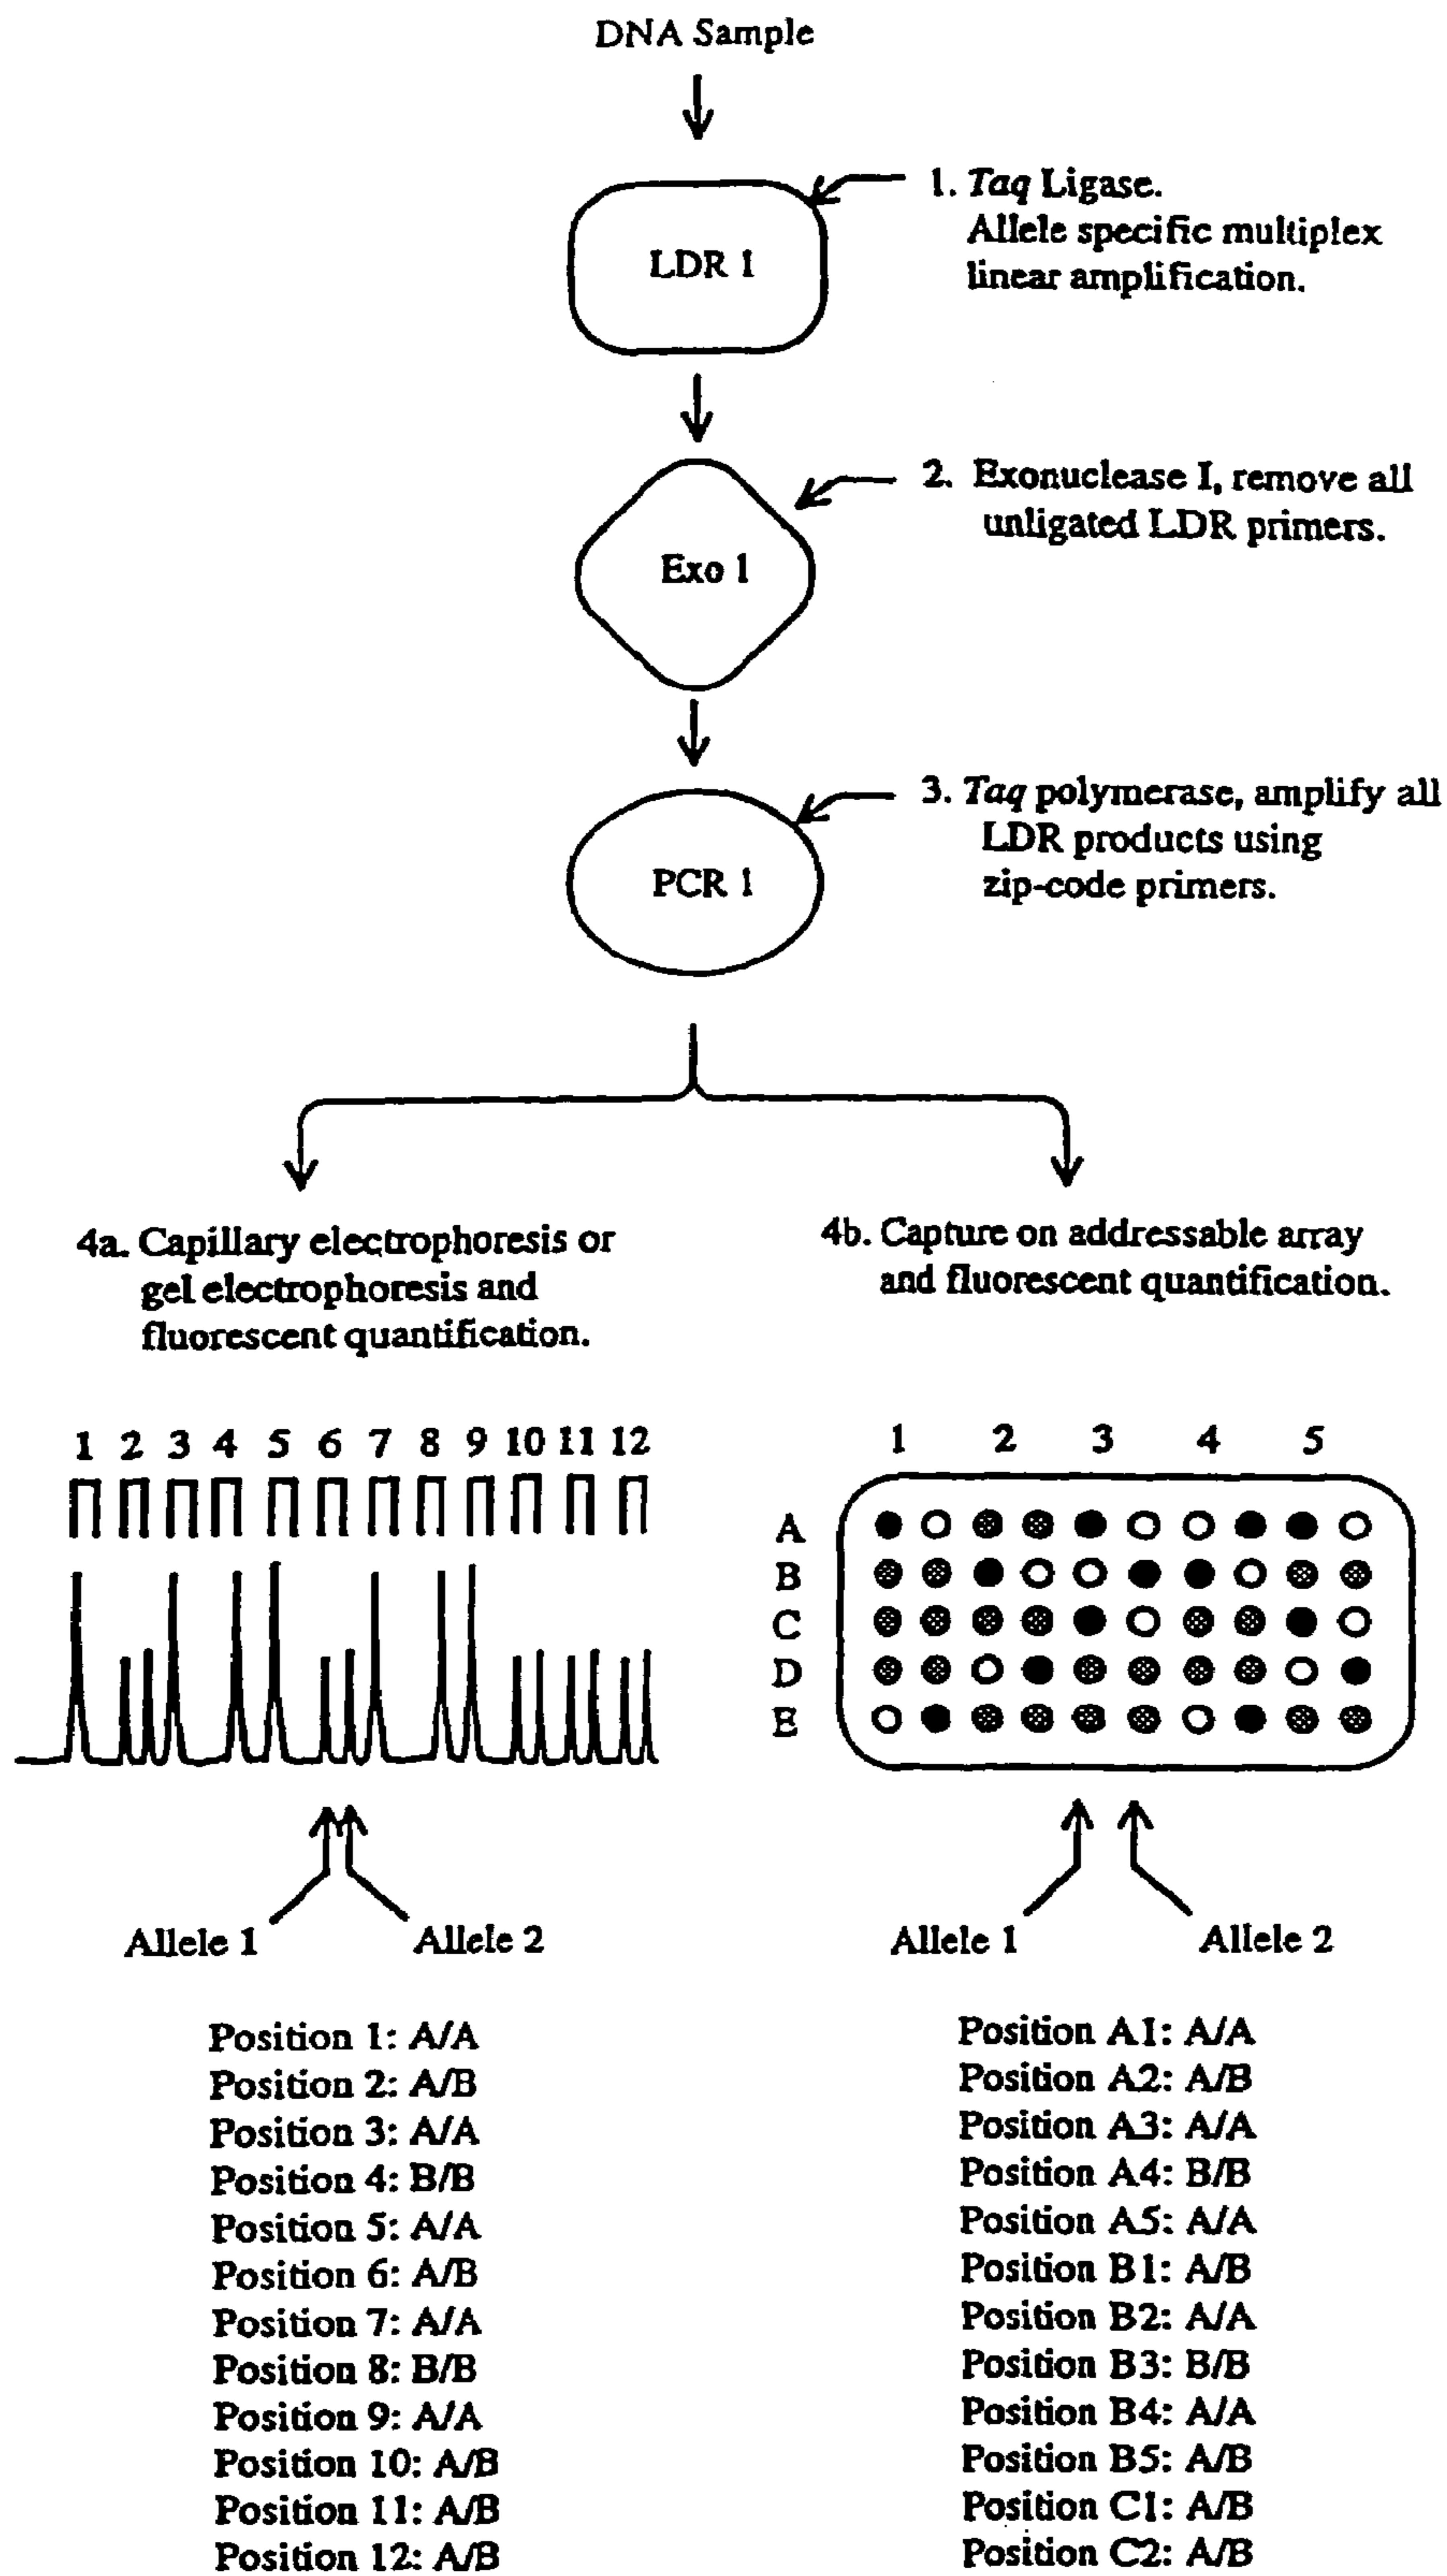 DNA Sample
LDR 1
1. Taq Ligase.
Allele specific multiplex
linear amplification.
Exo 1
2. Exonuclease I, remove all
unligated LDR primers.
PCR 1
3. Taq polymerase, amplify all
LDR products using
zip-code primers.
4a. Capillary electrophoresis or
gel electrophoresis and
fluorescent quantification.
1 2 3 4 5 6 7 8 9 10 11 12
Allele 1 Allele 2
Position 1: A/A
Position 2: A/B
Position 3: A/A
Position 4: B/B
Position 5: A/A
Position 6: A/B
Position 7: A/A
Position 8: B/B
Position 9: A/A
Position 10: A/B
Position 11: A/B
Position 12: A/B
4b. Capture on addressable array
and fluorescent quantification.
1 2 3 4 5
A
B
C
D
E
Allele 1 Allele 2
Position A1: A/A
Position A2: A/B
Position A3: A/A
Position A4: B/B
Position A5: A/A
Position B1: A/B
Position B2: A/A
Position B3: B/B
Position B4: A/A
Position B5: A/B
Position C1: A/B
Position C2: A/B